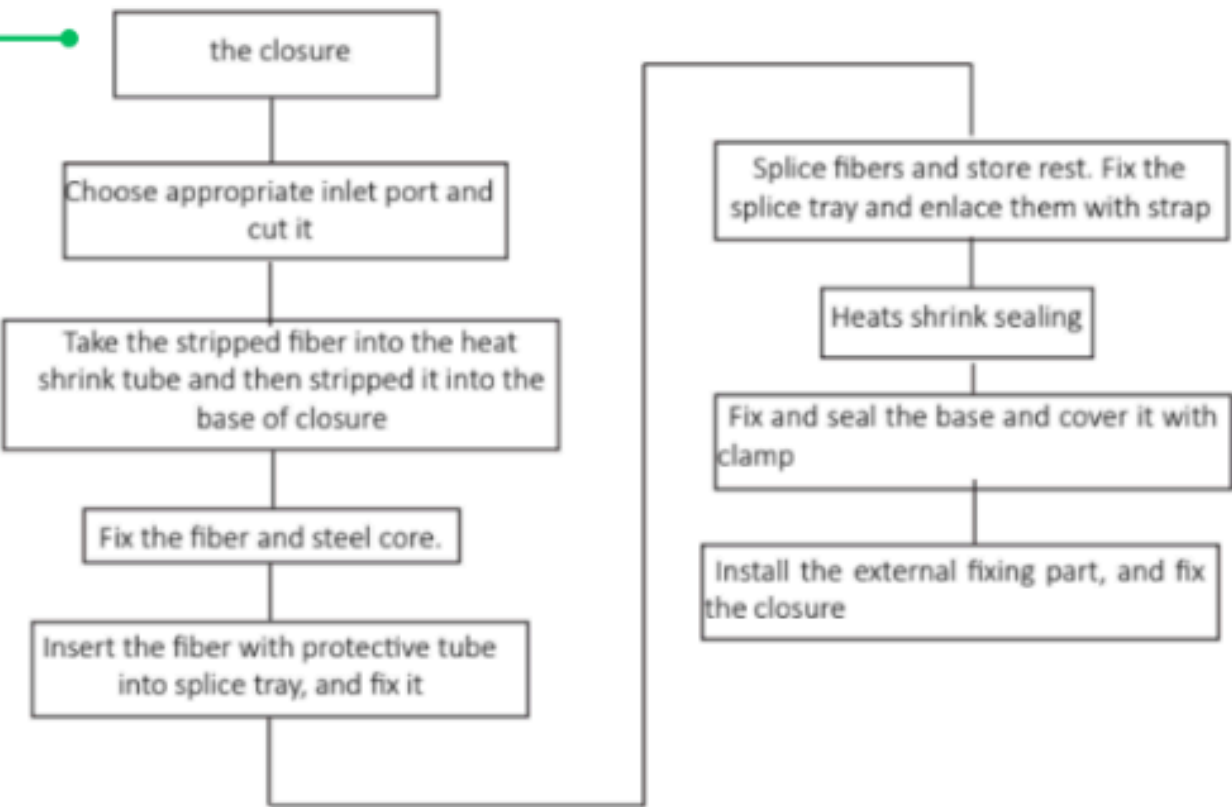 the closure
Choose appropriate inlet port and
cut it
Take the stripped fiber into the heat
shrink tube and then stripped it into the
base of closure
Fix the fiber and steel core.
Insert the fiber with protective tube
into splice tray, and fix it
Splice fibers and store rest. Fix the
splice tray and enlace them with strap
Heats shrink sealing
Fix and seal the base and cover it with
clamp
Install the external fixing part, and fix
the closure